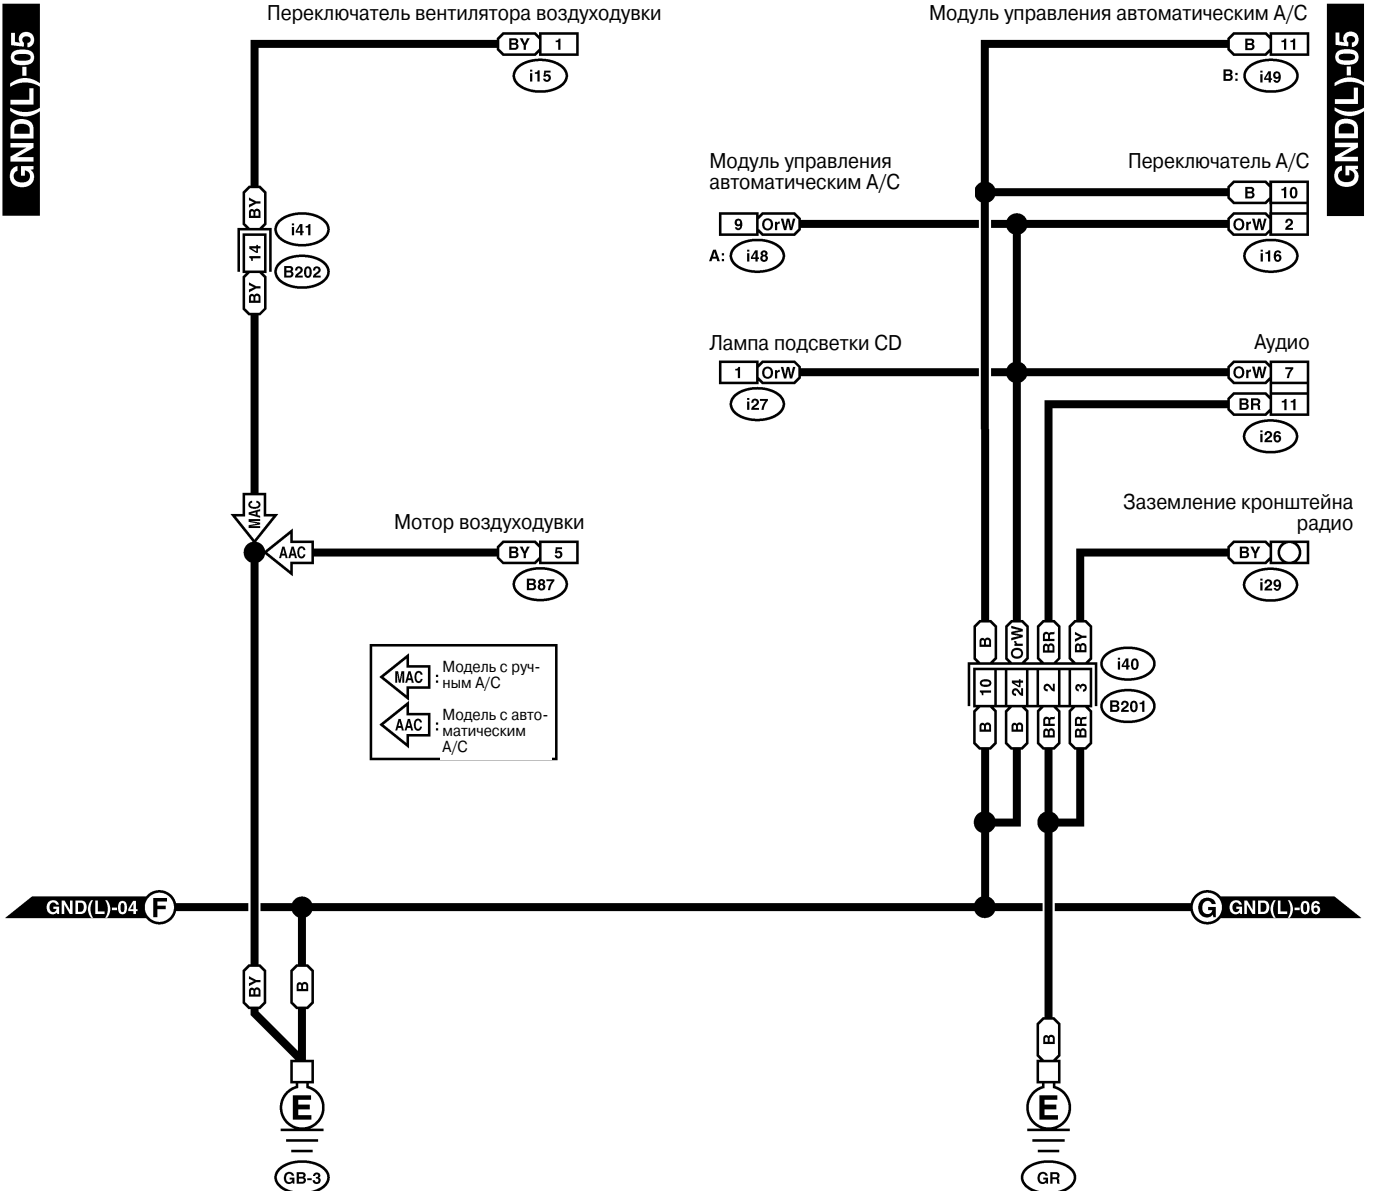 GND(L)-05
GND(L)-05
Переключатель вентилятора воздуходувки
BY 1
i15
Модуль управления автоматическим A/C
B 11
B: i49
BY
14
BY
i41
B202
Модуль управления
автоматическим A/C
9 OrW
A: i48
Переключатель A/C
B 10
OrW 2
i16
Лампа подсветки CD
1 OrW
i27
Аудио
OrW 7
BR 11
i26
MAC
AAC
Мотор воздуходувки
BY 5
B87
Заземление кронштейна
радио
BY
i29
MAC : Модель с руч-
ным A/C
AAC : Модель с авто-
матическим
A/C
B OrW BR BY
10 24 2 3
B B BR BR
i40
B201
GND(L)-04 F
G GND(L)-06
BY B
B
E
GB-3
E
GR